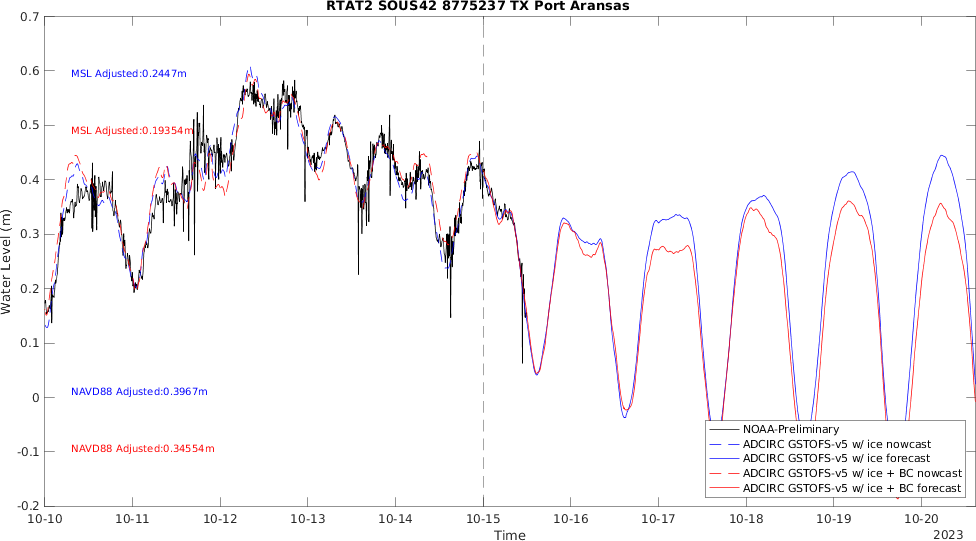 RTAT2 SOUS42 8775237 TX Port Aransas
0.7
0.6
0.5
0.4
0.3
0.2
0.1
0
-0.1
-0.2
Water Level (m)
MSL Adjusted:0.2447m
MSL Adjusted:0.19354m
NAVD88 Adjusted:0.3967m
NAVD88 Adjusted:0.34554m
NOAA-Preliminary
ADCIRC GSTOFS-v5 w/ ice nowcast
ADCIRC GSTOFS-v5 w/ ice forecast
ADCIRC GSTOFS-v5 w/ ice + BC nowcast
ADCIRC GSTOFS-v5 w/ ice + BC forecast
10-10 10-11 10-12 10-13 10-14 10-15 10-16 10-17 10-18 10-19 10-20
Time
2023